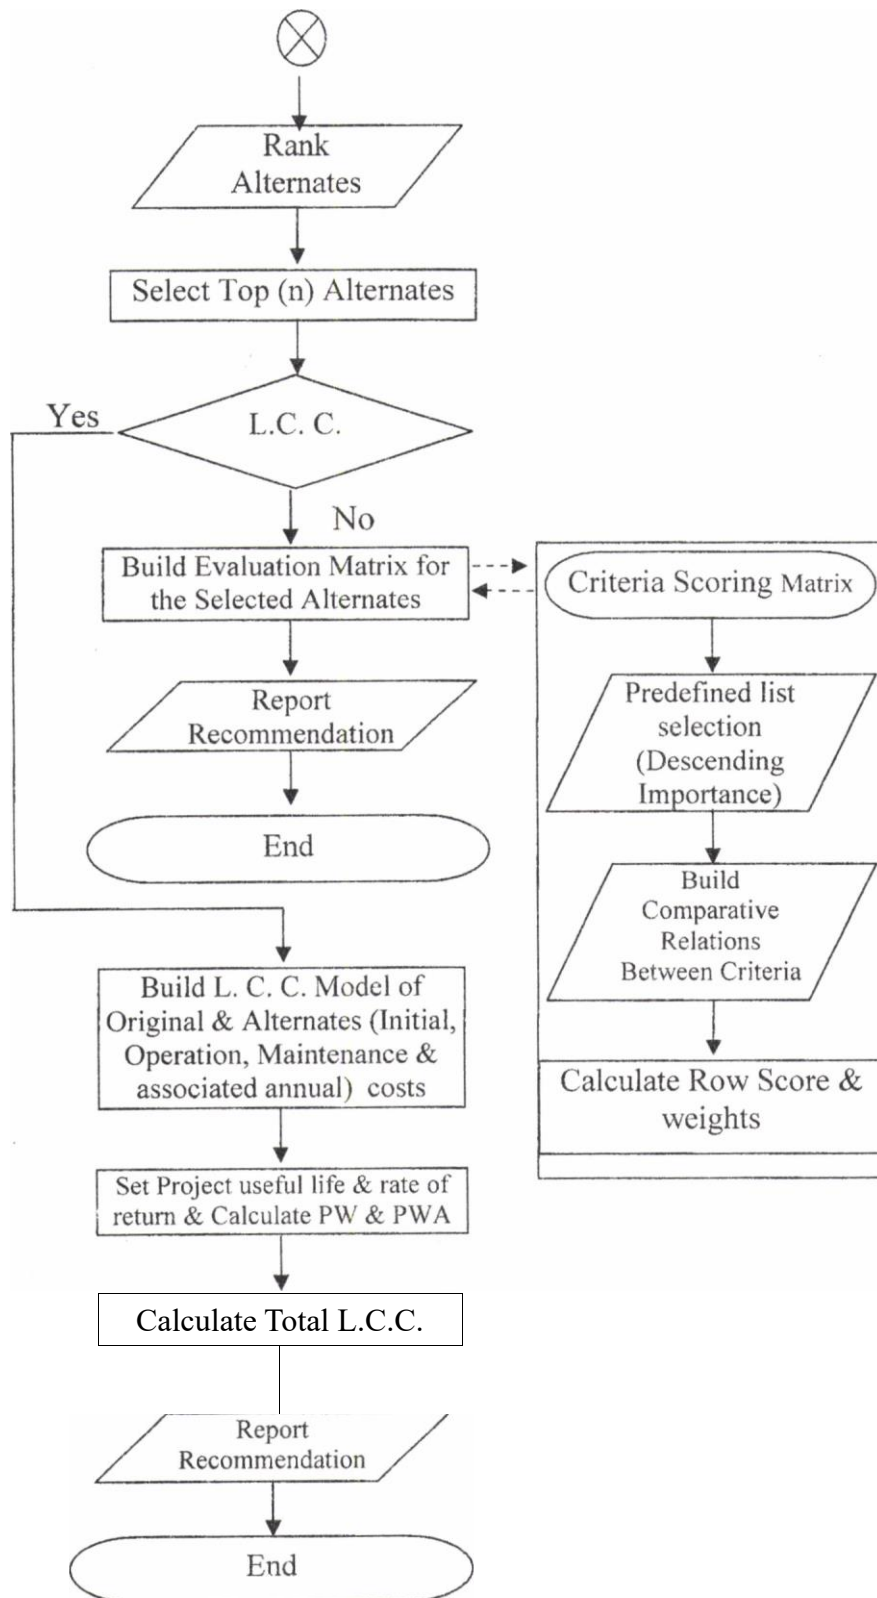 Rank
Alternates
Select Top (n) Alternates
L.C. C.
Yes
No
Build Evaluation Matrix for
the Selected Alternates
Report
Recommendation
End
Criteria Scoring Matrix
Predefined list
selection
(Descending
Importance)
Build
Comparative
Relations
Between Criteria
Calculate Row Score &
weights
Build L. C. C. Model of
Original & Alternates (Initial,
Operation, Maintenance &
associated annual) costs
Set Project useful life & rate of
return & Calculate PW & PWA
Calculate Total L.C.C.
Report
Recommendation
End